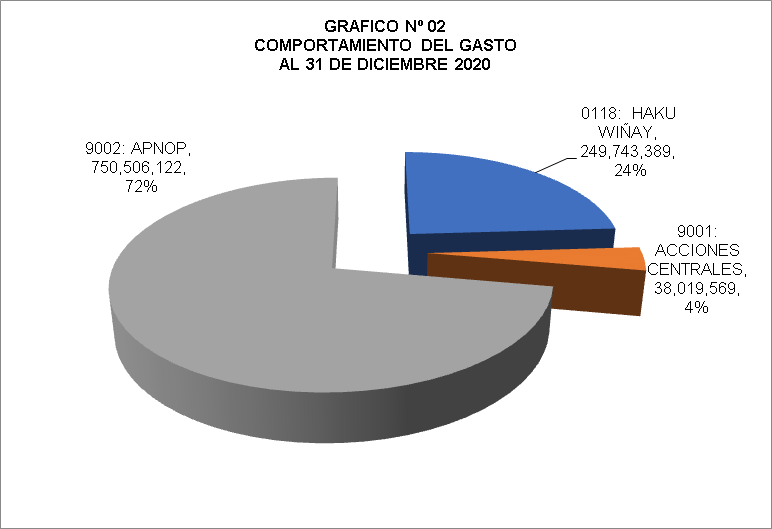 GRAFICO Nº 02
COMPORTAMIENTO DEL GASTO
AL 31 DE DICIEMBRE 2020
9002: APNOP,
750,506,122,
72%
0118: HAKU
WIÑAY,
249,743,389,
24%
9001:
ACCIONES
CENTRALES,
38,019,569,
4%